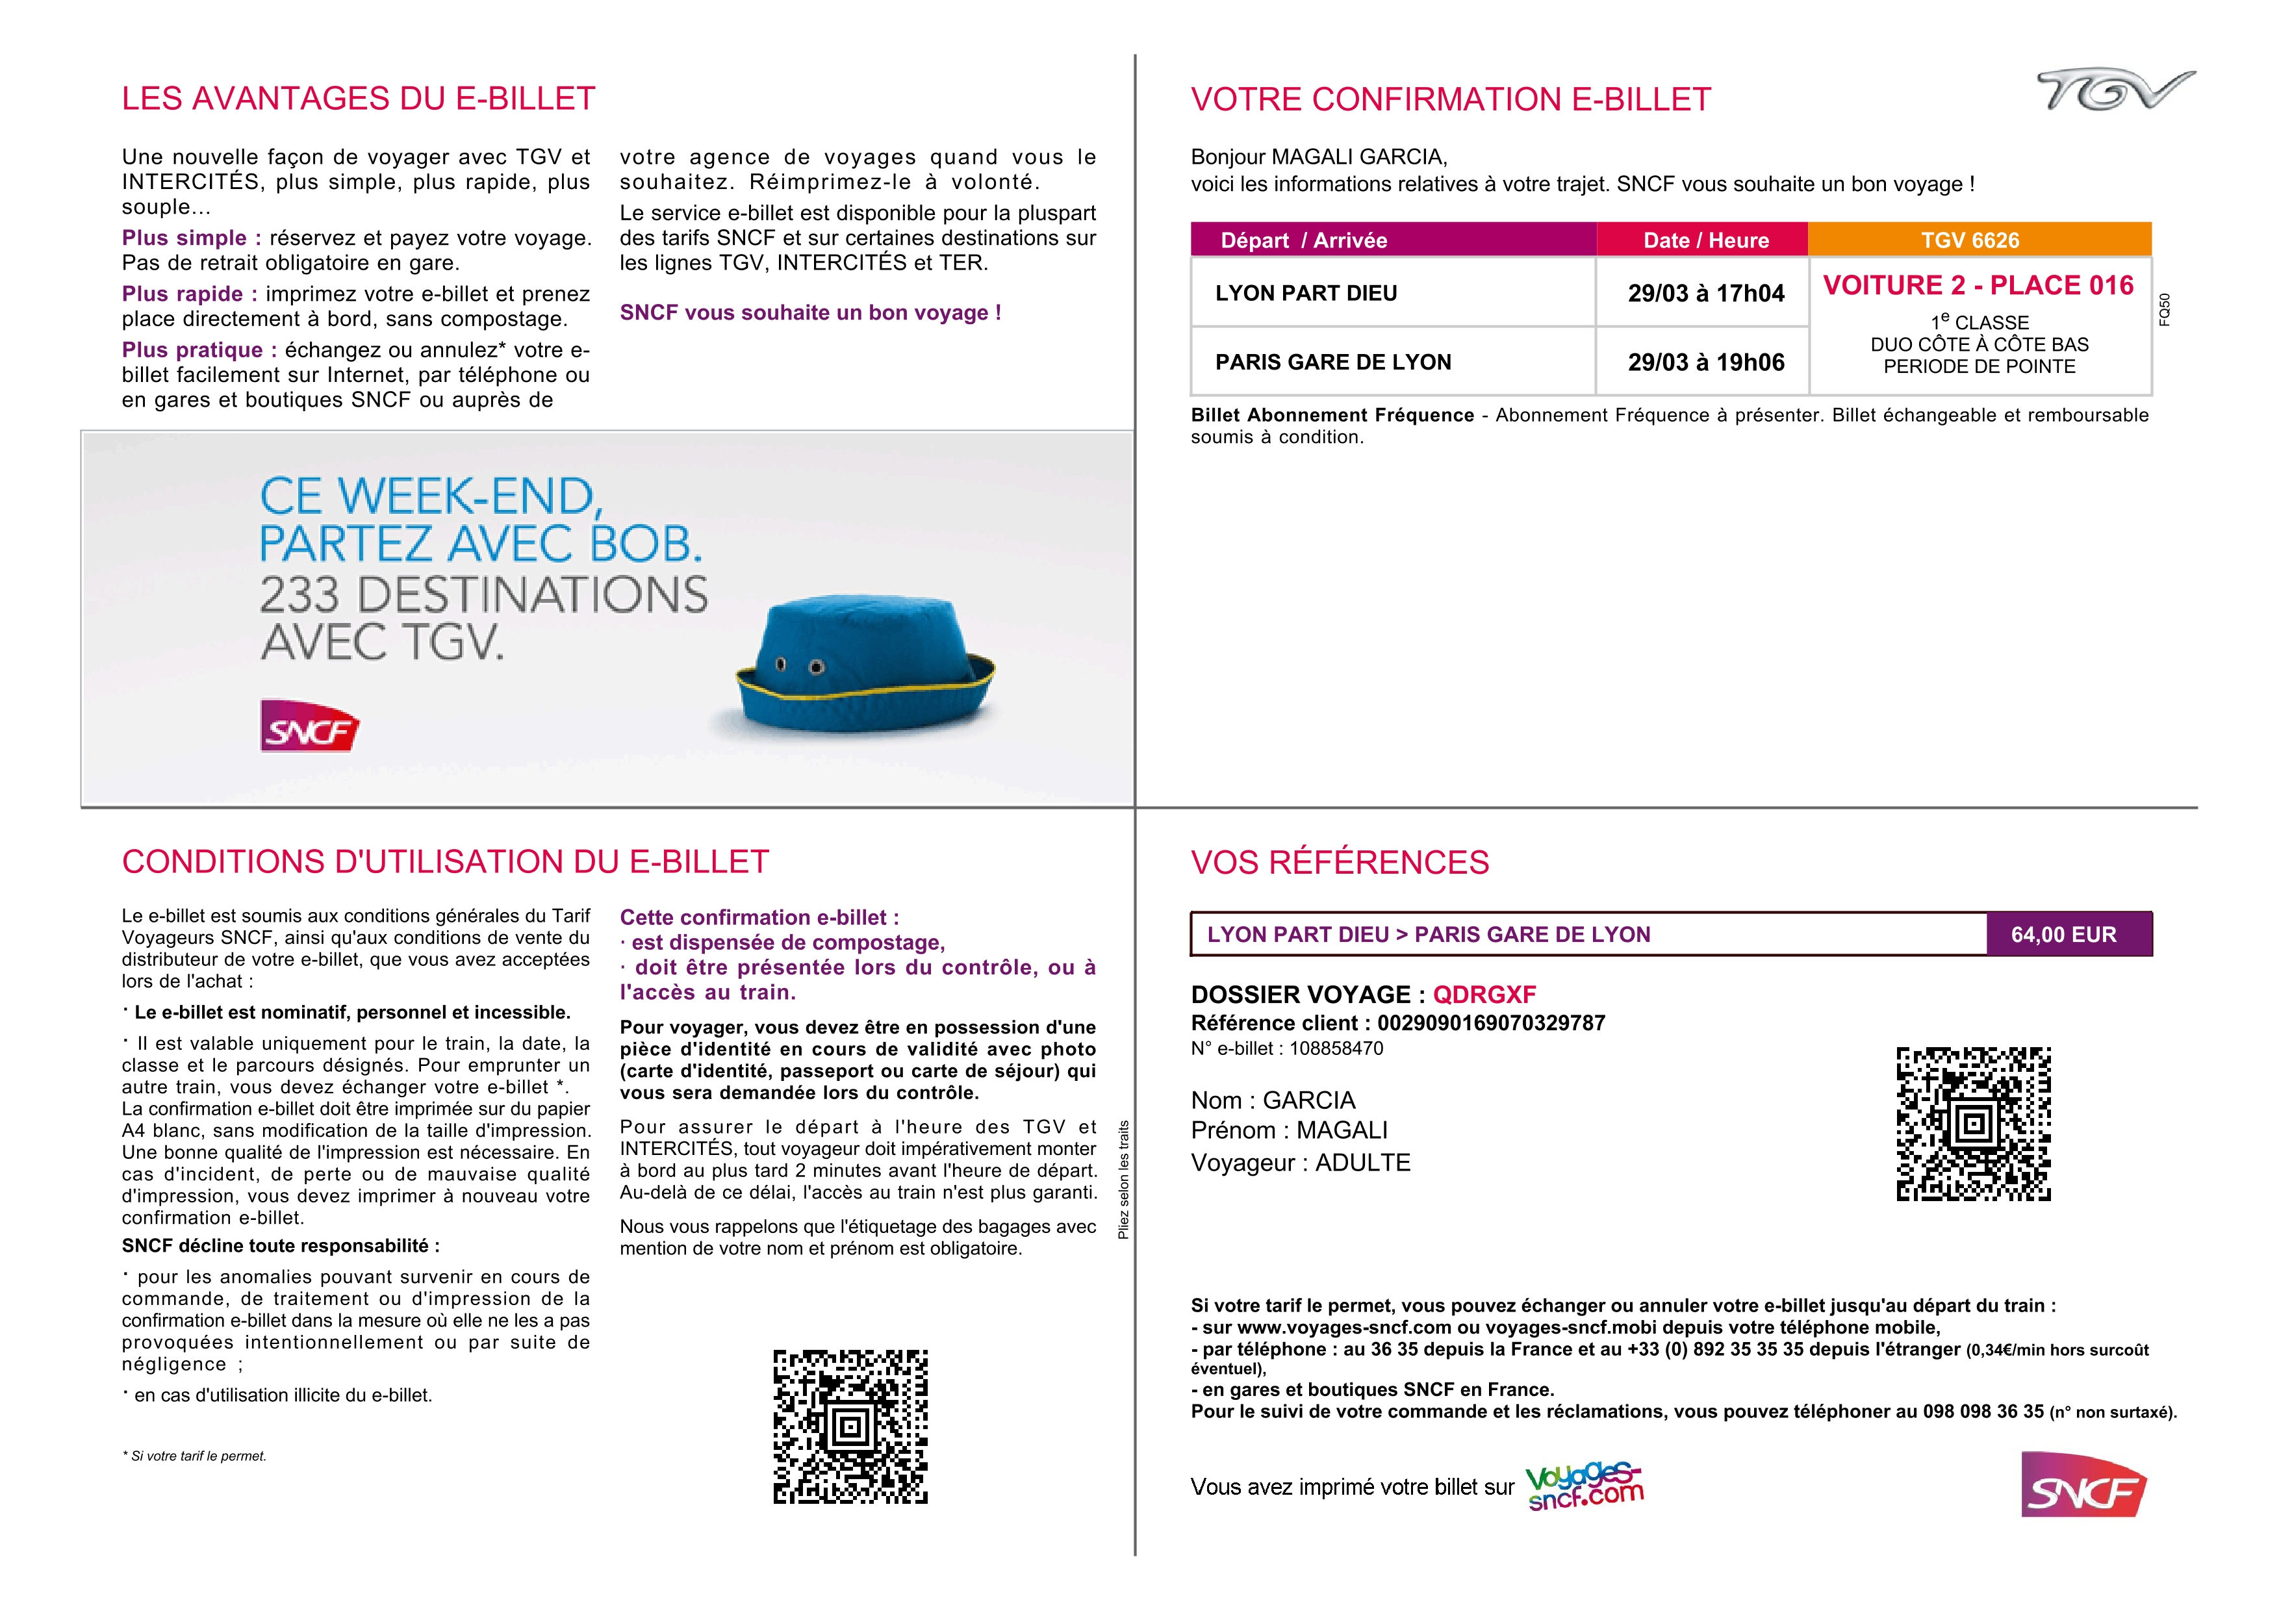 LES AVANTAGES DU E-BILLET
Une nouvelle façon de voyager avec TGV et
INTERCITÉS, plus simple, plus rapide, plus
souple...
Plus simple : réservez et payez votre voyage.
Pas de retrait obligatoire en gare.
Plus rapide : imprimez votre e-billet et prenez
place directement à bord, sans compostage.
Plus pratique : échangez ou annulez* votre e-
billet facilement sur Internet, par téléphone ou
en gares et boutiques SNCF ou auprès de
votre agence de voyages quand vous le
souhaitez. Réimprimez-le à volonté.
Le service e-billet est disponible pour la pluspart
des tarifs SNCF et sur certaines destinations sur
les lignes TGV, INTERCITÉS et TER.
SNCF vous souhaite un bon voyage !
CE WEEK-END,
PARTEZ AVEC BOB.
233 DESTINATIONS
AVEC TGV.
SNCF
VOTRE CONFIRMATION E-BILLET
TGV
Bonjour MAGALI GARCIA,
voici les informations relatives à votre trajet. SNCF vous souhaite un bon voyage !
Départ / Arrivée Date / Heure TGV 6626
LYON PART DIEU 29/03 à 17h04
PARIS GARE DE LYON 29/03 à 19h06
VOITURE 2 - PLACE 016
1e CLASSE
DUO CÔTE À CÔTE BAS
PERIODE DE POINTE
FQ50
Billet Abonnement Fréquence - Abonnement Fréquence à présenter. Billet échangeable et remboursable
soumis à condition.
CONDITIONS D'UTILISATION DU E-BILLET
Le e-billet est soumis aux conditions générales du Tarif
Voyageurs SNCF, ainsi qu'aux conditions de vente du
distributeur de votre e-billet, que vous avez acceptées
lors de l'achat :
· Le e-billet est nominatif, personnel et incessible.
· Il est valable uniquement pour le train, la date, la
classe et le parcours désignés. Pour emprunter un
autre train, vous devez échanger votre e-billet *.
La confirmation e-billet doit être imprimée sur du papier
A4 blanc, sans modification de la taille d'impression.
Une bonne qualité de l'impression est nécessaire. En
cas d'incident, de perte ou de mauvaise qualité
d'impression, vous devez imprimer à nouveau votre
confirmation e-billet.
SNCF décline toute responsabilité :
· pour les anomalies pouvant survenir en cours de
commande, de traitement ou d'impression de la
confirmation e-billet dans la mesure où elle ne les a pas
provoquées intentionnellement ou par suite de
négligence ;
· en cas d'utilisation illicite du e-billet.
* Si votre tarif le permet.
Cette confirmation e-billet :
· est dispensée de compostage,
· doit être présentée lors du contrôle, ou à
l'accès au train.
Pour voyager, vous devez être en possession d'une
pièce d'identité en cours de validité avec photo
(carte d'identité, passeport ou carte de séjour) qui
vous sera demandée lors du contrôle.
Pour assurer le départ à l'heure des TGV et
INTERCITÉS, tout voyageur doit impérativement monter
à bord au plus tard 2 minutes avant l'heure de départ.
Au-delà de ce délai, l'accès au train n'est plus garanti.
Nous vous rappelons que l'étiquetage des bagages avec
mention de votre nom et prénom est obligatoire.
Pliez selon les traits
VOS RÉFÉRENCES
LYON PART DIEU > PARIS GARE DE LYON 64,00 EUR
DOSSIER VOYAGE : QDRGXF
Référence client : 0029090169070329787
N° e-billet : 108858470
Nom : GARCIA
Prénom : MAGALI
Voyageur : ADULTE
Si votre tarif le permet, vous pouvez échanger ou annuler votre e-billet jusqu'au départ du train :
- sur www.voyages-sncf.com ou voyages-sncf.mobi depuis votre téléphone mobile,
- par téléphone : au 36 35 depuis la France et au +33 (0) 892 35 35 35 depuis l'étranger (0,34€/min hors surcoût
éventuel),
- en gares et boutiques SNCF en France.
Pour le suivi de votre commande et les réclamations, vous pouvez téléphoner au 098 098 36 35 (n° non surtaxé).
Vous avez imprimé votre billet sur Voyages-
sncf.com
SNCF